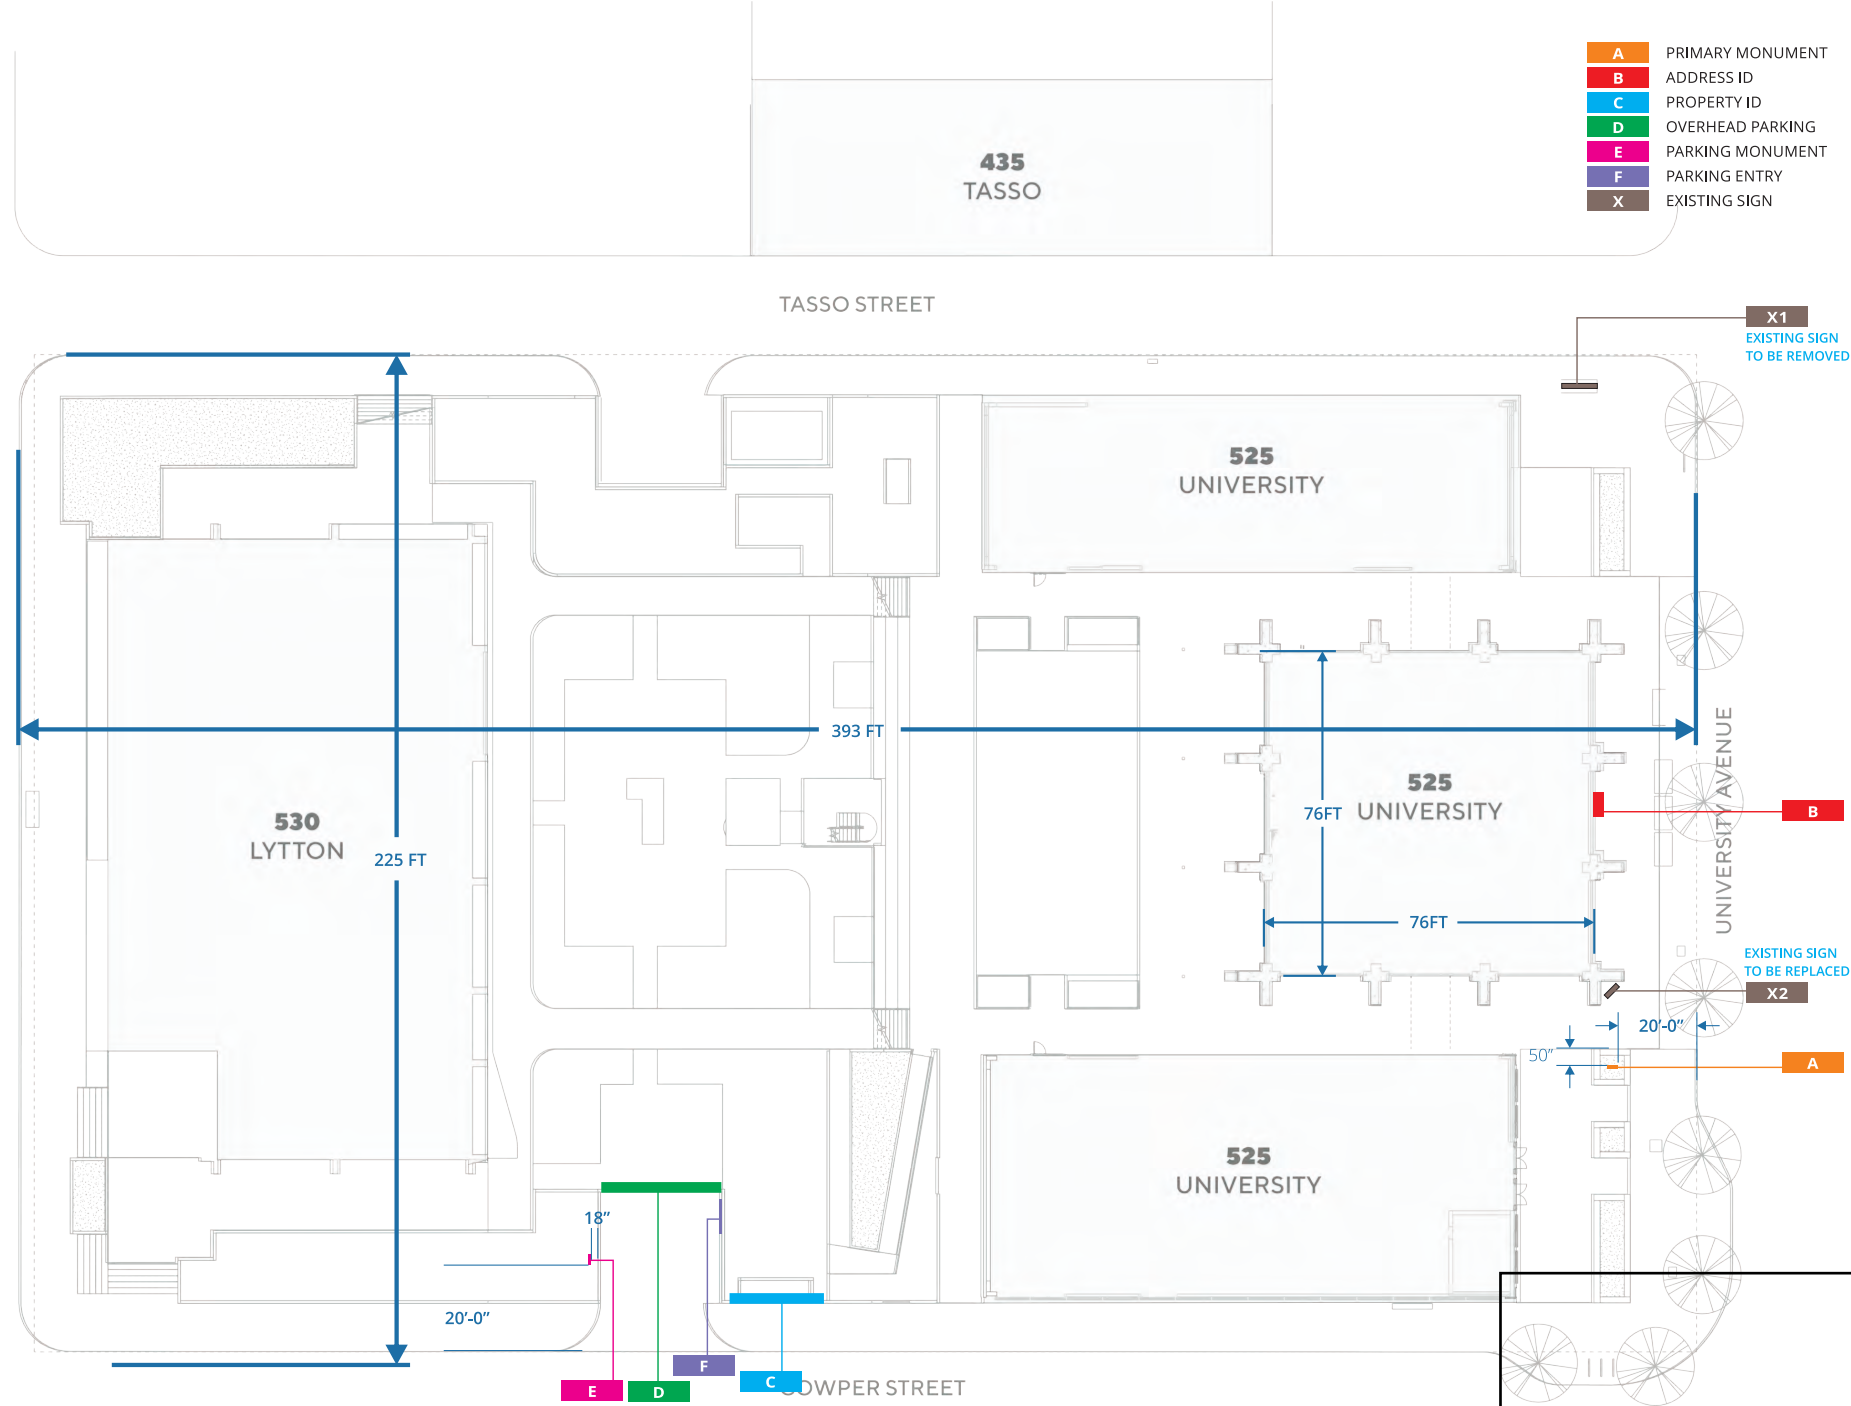 A PRIMARY MONUMENT
B ADDRESS ID
C PROPERTY ID
D OVERHEAD PARKING
E PARKING MONUMENT
F PARKING ENTRY
X EXISTING SIGN
435
TASSO
TASSO STREET
X1
EXISTING SIGN
TO BE REMOVED
525
UNIVERSITY
393 FT
530
LYTTON
225 FT
76FT
525
UNIVERSITY
76FT
B
UNIVERSITY AVENUE
EXISTING SIGN
TO BE REPLACED
X2
20'-0"
50"
A
525
UNIVERSITY
18"
20'-0"
F
E
D
C
OWPER STREET